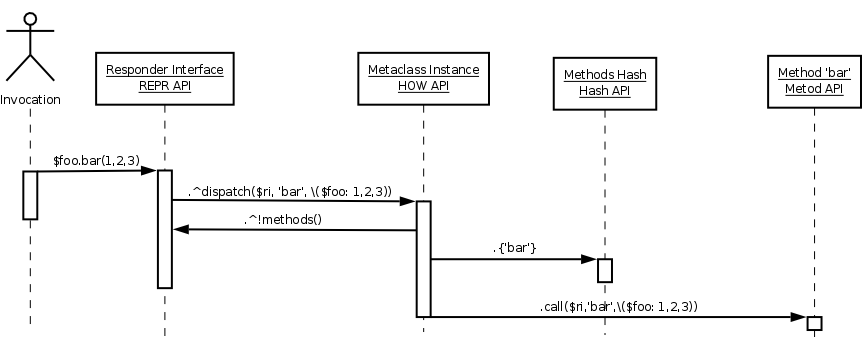 Invocation
Responder Interface
REPR API
Metaclass Instance
HOW API
Methods Hash
Hash API
Method 'bar'
Metod API
$foo.bar(1,2,3)
.^dispatch($ri, 'bar', \($foo: 1,2,3))
.^!methods()
.{'bar'}
.call($ri,'bar',\($foo: 1,2,3))